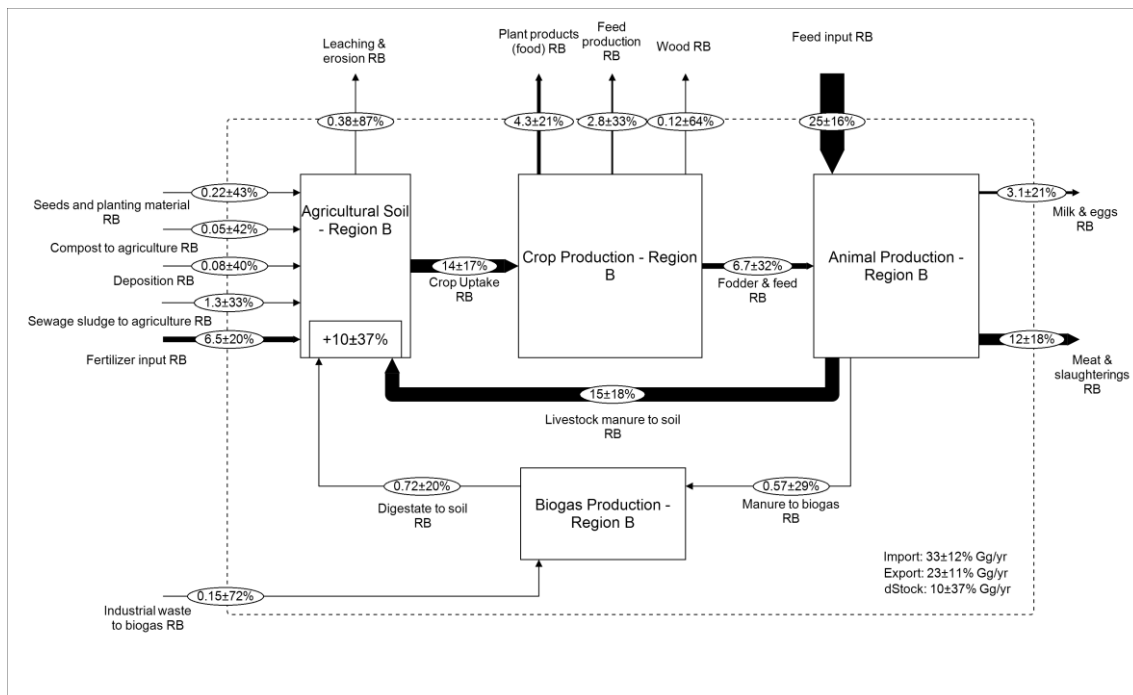 Leaching &
erosion RB
Plant products
(food) RB
Feed
production
RB
Wood RB
Feed input RB
0.38±87%
4.3±21%
2.8±33%
0.12±64%
25±16%
0.22±43%
Seeds and planting material
RB
0.05±42%
Compost to agriculture RB
0.08±40%
Deposition RB
1.3±33%
Sewage sludge to agriculture RB
6.5±20%
Fertilizer input RB
Agricultural Soil
- Region B
+10±37%
14±17%
Crop Uptake
RB
Crop Production - Region
B
6.7±32%
Fodder & feed
RB
Animal Production -
Region B
3.1±21%
Milk & eggs
RB
12±18%
Meat &
slaughterings
RB
15±18%
Livestock manure to soil
RB
0.72±20%
Digestate to soil
RB
Biogas Production -
Region B
0.57±29%
Manure to biogas
RB
0.15±72%
Industrial waste
to biogas RB
Import: 33±12% Gg/yr
Export: 23±11% Gg/yr
dStock: 10±37% Gg/yr